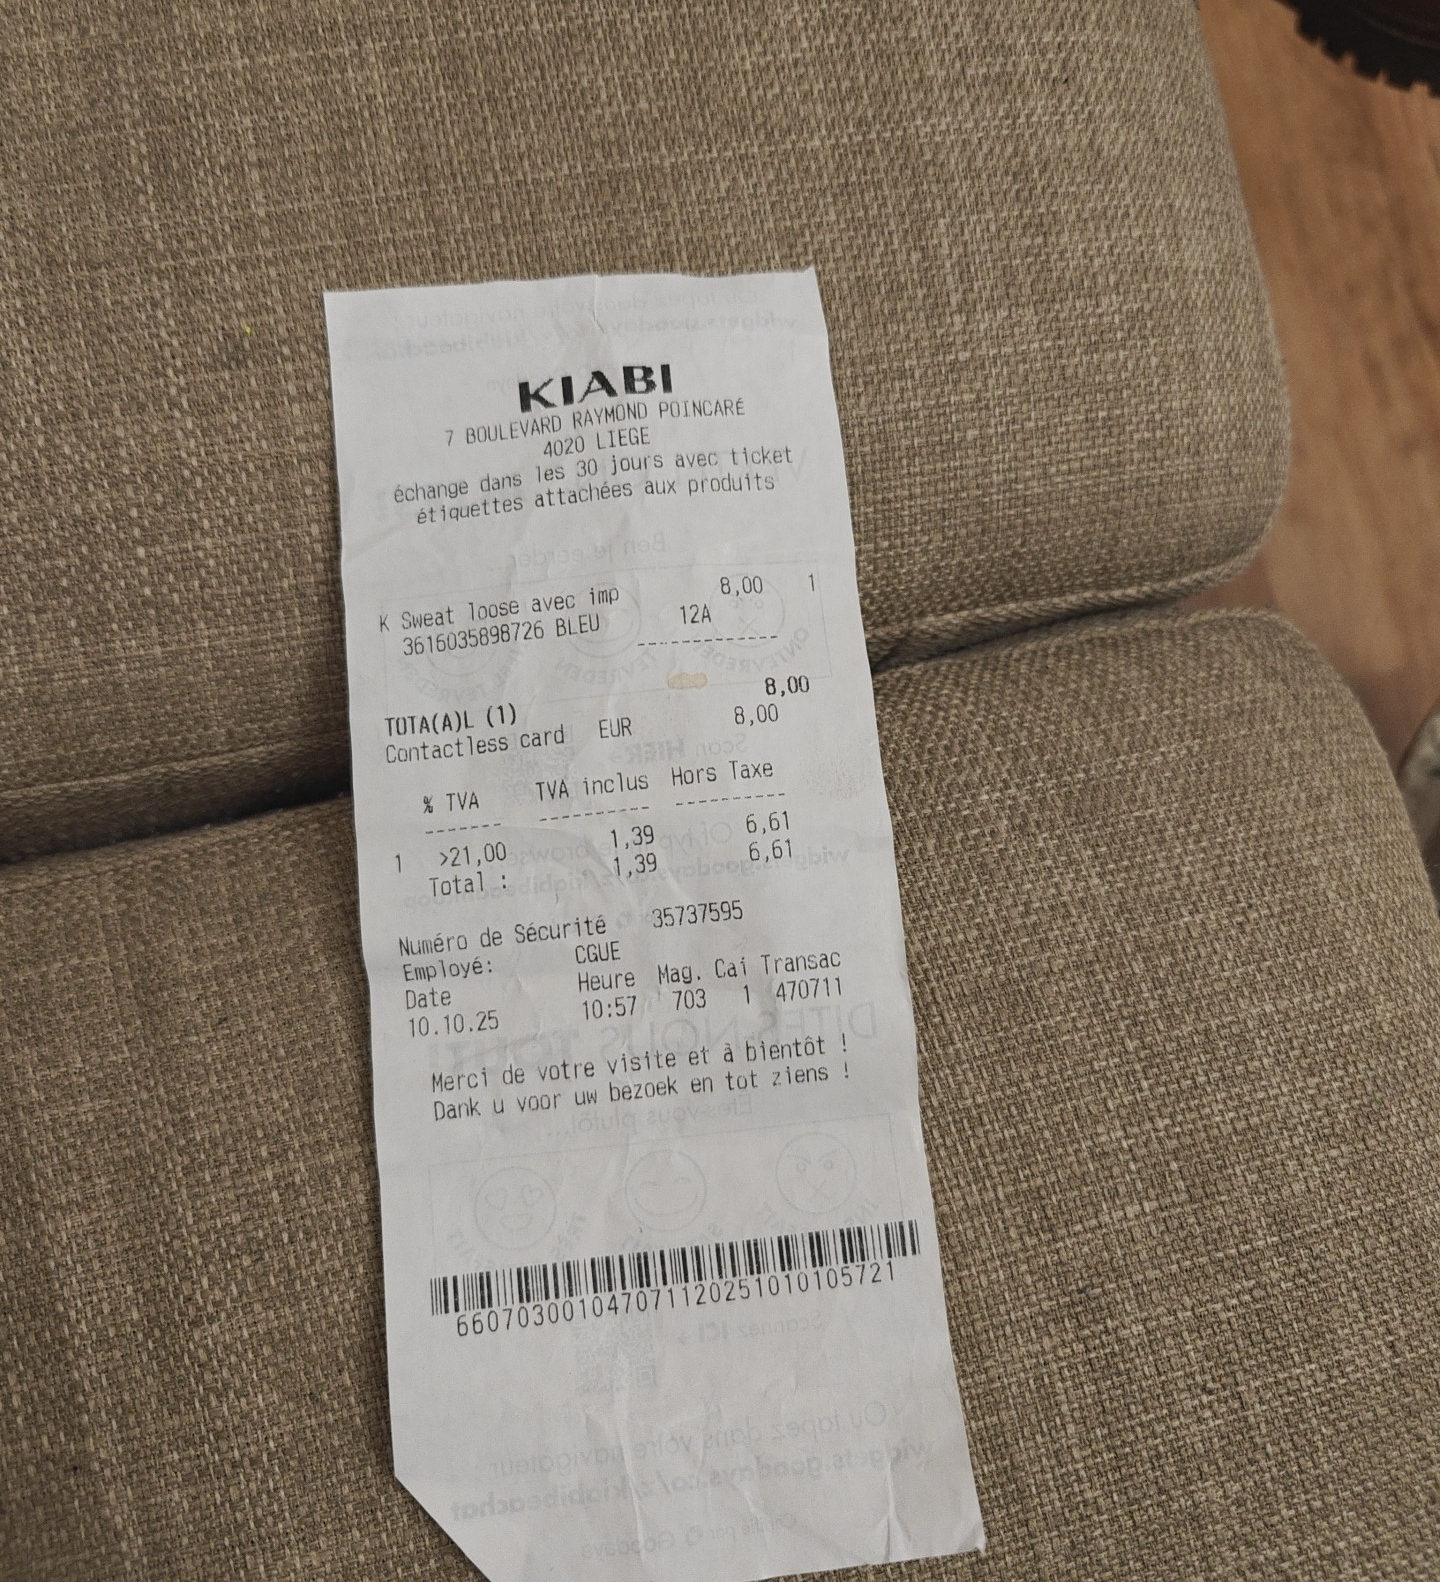 KIABI
7 BOULEVARD RAYMOND POINCARÉ
4020 LIEGE
échange dans les 30 jours avec ticket
étiquettes attachées aux produits
K Sweat loose avec imp 8,00 1
3616035898726 BLEU 12A
TOTA(A)L (1) 8,00
Contactless card EUR 8,00
% TVA TVA inclus Hors Taxe
1 >21,00 1,39 6,61
Total : 1,39 6,61
Numéro de Sécurité 35737595
Employé: CGUE
Date Heure Mag. Cai Transac
10.10.25 10:57 703 1 470711
Merci de votre visite et à bientôt !
Dank u voor uw bezoek en tot ziens !
66070300104707112025101010572​1